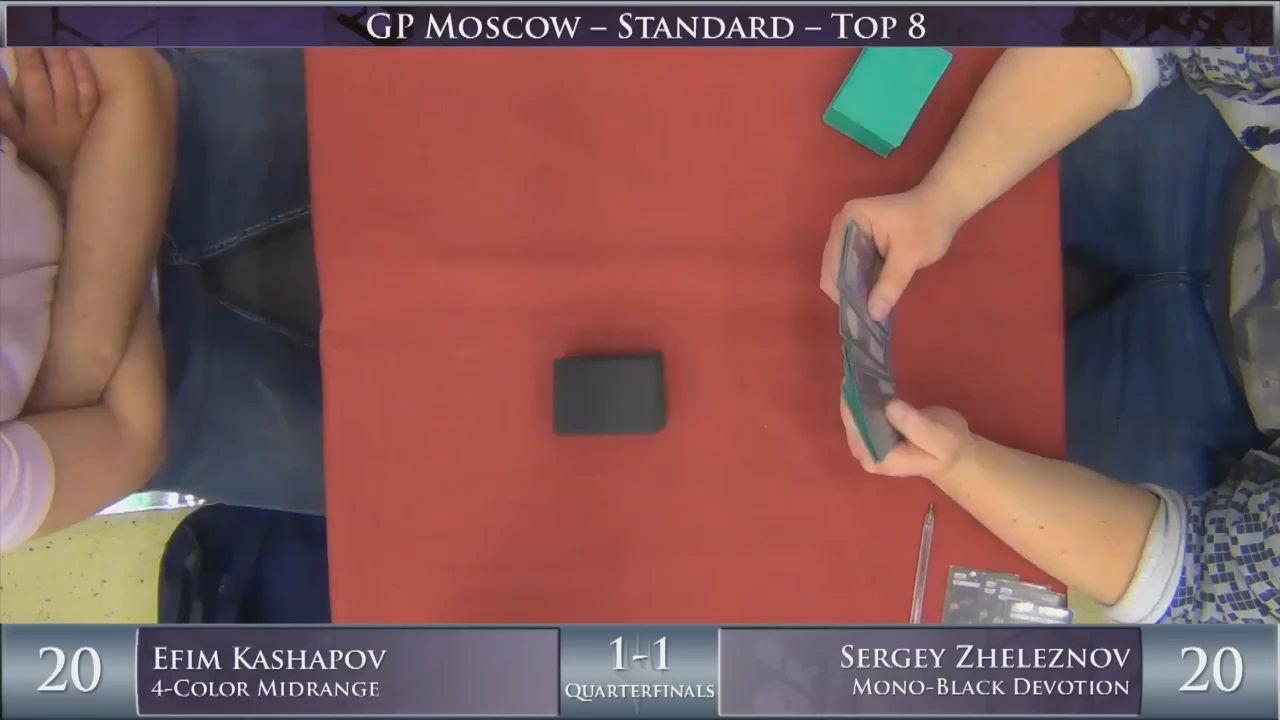 GP Moscow – Standard – Top 8
20
Efim Kashapov
4-Color Midrange
1-1
Quarterfinals
Sergey Zheleznov
Mono-Black Devotion
20